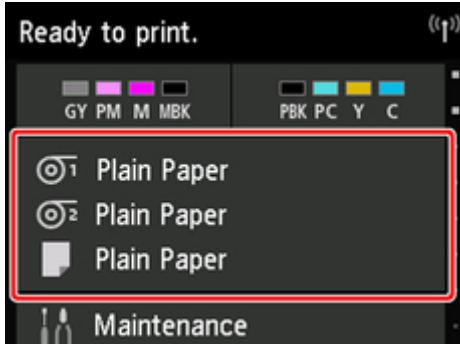 Ready to print.
GY PM M MBK PBK PC Y C
1 Plain Paper
2 Plain Paper
Plain Paper
Maintenance